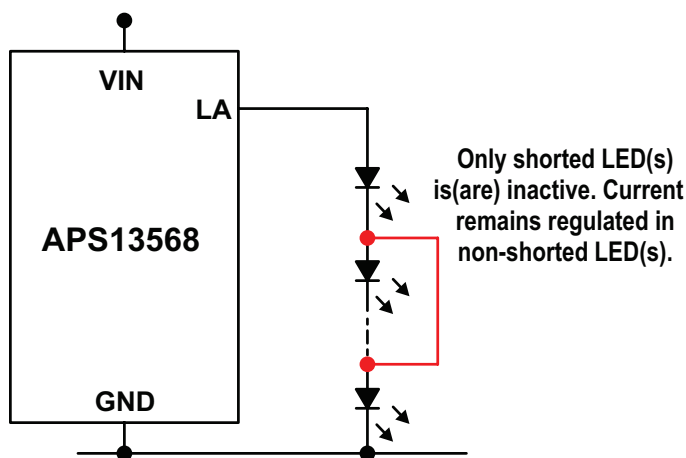 VIN
LA
APS13568
GND
Only shorted LED(s)
is(are) inactive. Current
remains regulated in
non-shorted LED(s).